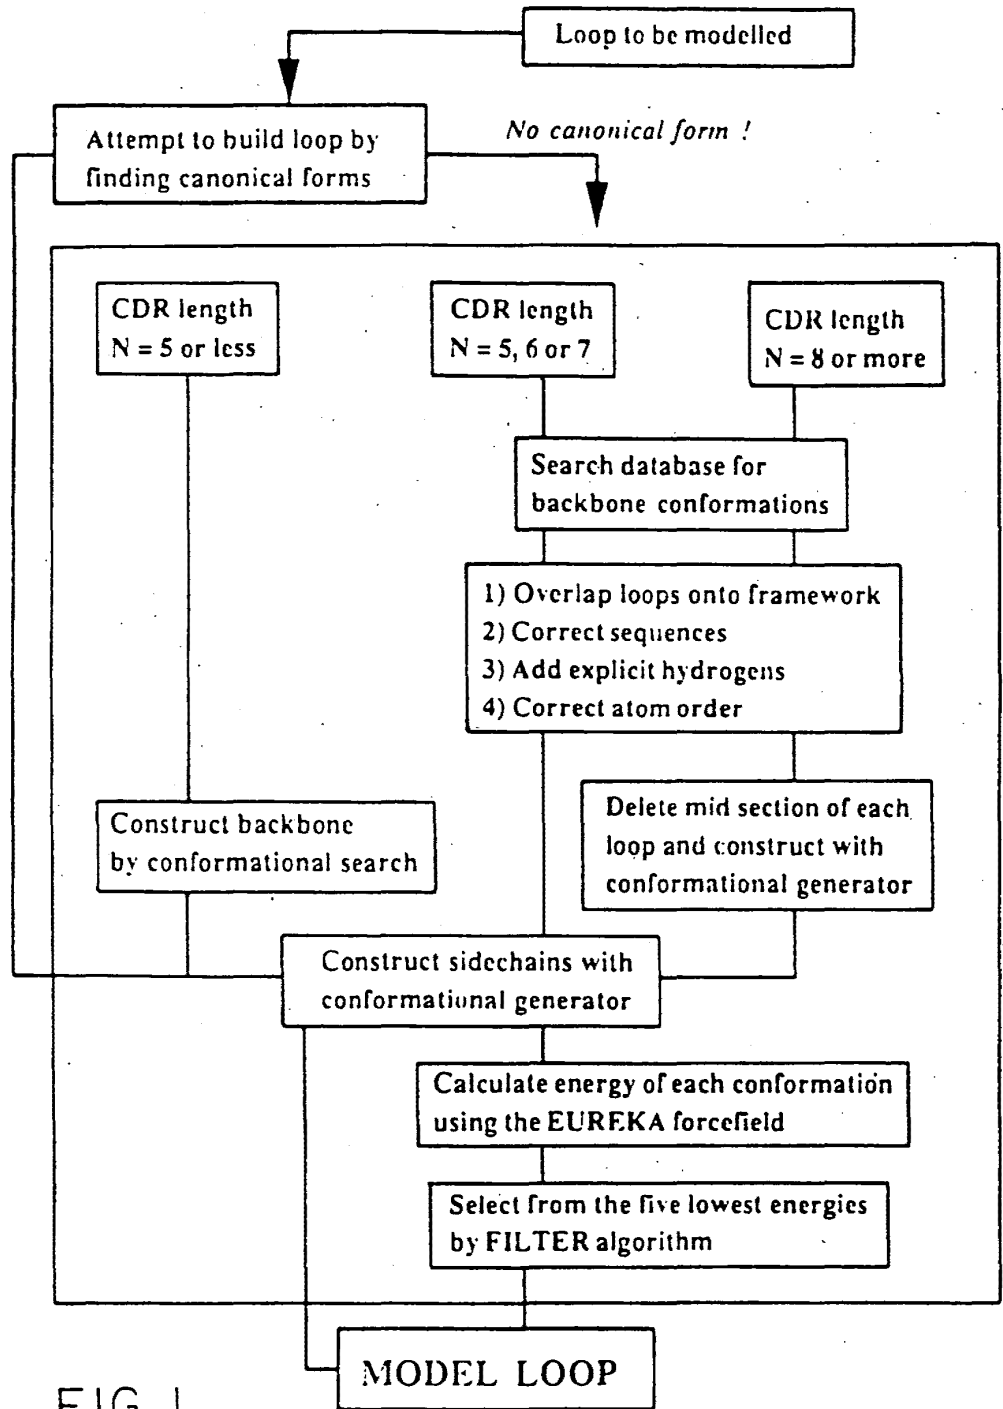 Loop to be modelled
Attempt to build loop by
finding canonical forms
No canonical form !
CDR length
N = 5 or less
CDR length
N = 5, 6 or 7
CDR length
N = 8 or more
Search database for
backbone conformations
1) Overlap loops onto framework
2) Correct sequences
3) Add explicit hydrogens
4) Correct atom order
Construct backbone
by conformational search
Delete mid section of each
loop and construct with
conformational generator
Construct sidechains with
conformational generator
Calculate energy of each conformation
using the EUREKA forcefield
Select from the five lowest energies
by FILTER algorithm
MODEL LOOP
FIG. 1